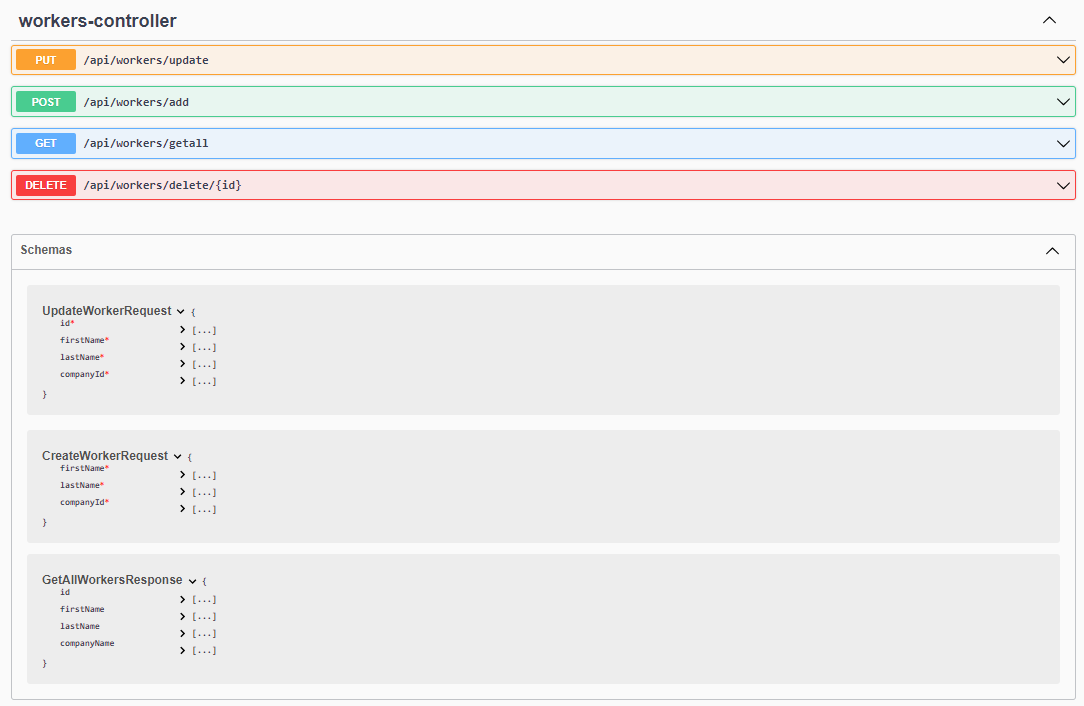 workers-controller
PUT /api/workers/update
POST /api/workers/add
GET /api/workers/getall
DELETE /api/workers/delete/{id}
Schemas
UpdateWorkerRequest {
id* [...]
firstName* [...]
lastName* [...]
companyId* [...]
}
CreateWorkerRequest {
firstName* [...]
lastName* [...]
companyId* [...]
}
GetAllWorkersResponse {
id [...]
firstName [...]
lastName [...]
companyName [...]
}